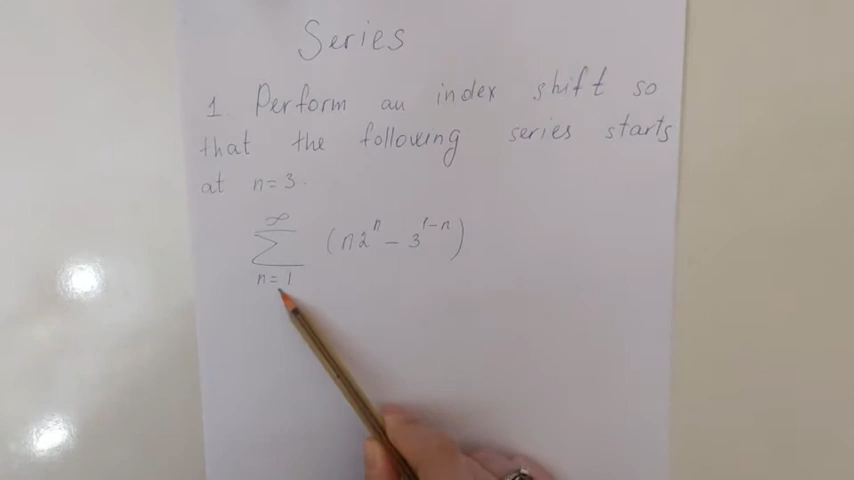 Series
1. Perform an index shift so
that the following series starts
at n=3.
∞
∑ (n2ⁿ − 3¹⁻ⁿ)
n=1